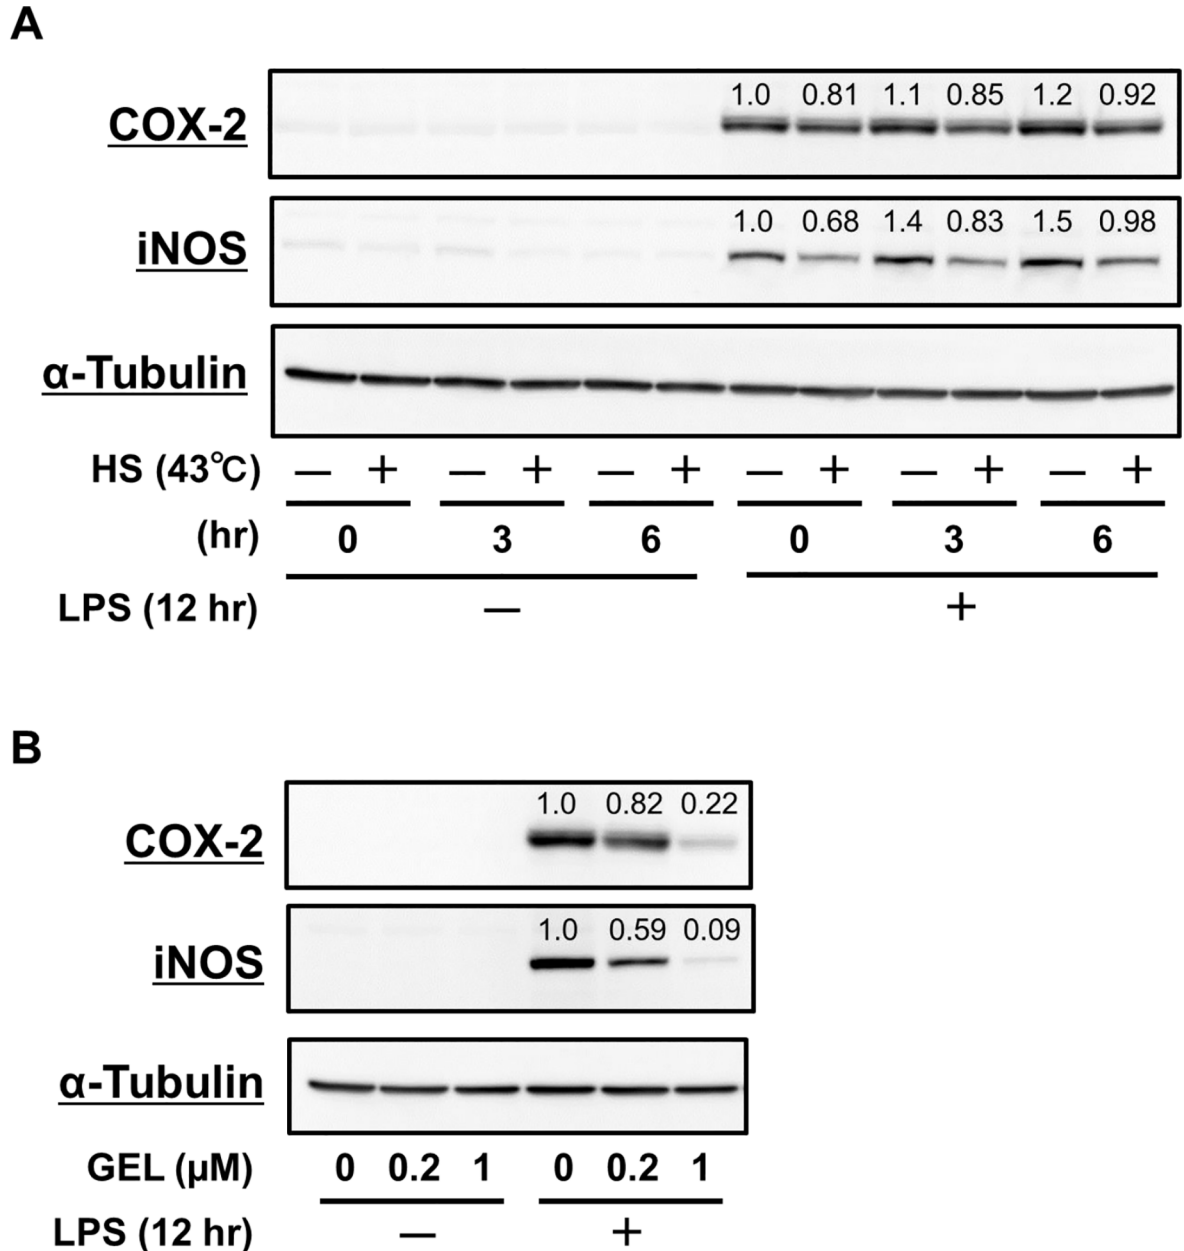 A
COX-2
1.0 0.81 1.1 0.85 1.2 0.92
iNOS
1.0 0.68 1.4 0.83 1.5 0.98
α-Tubulin
HS (43℃) — + — + — + — + — + — +
(hr) 0 3 6 0 3 6
LPS (12 hr) — +
B
COX-2
1.0 0.82 0.22
iNOS
1.0 0.59 0.09
α-Tubulin
GEL (μM) 0 0.2 1 0 0.2 1
LPS (12 hr) — +